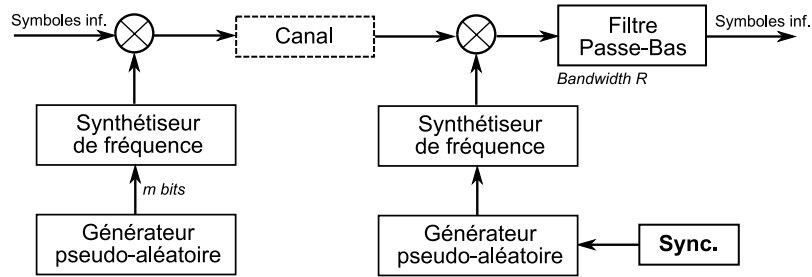 Symboles inf.
Canal
Filtre
Passe-Bas
Symboles inf.
Bandwidth R
Synthétiseur
de fréquence
Synthétiseur
de fréquence
m bits
Générateur
pseudo-aléatoire
Générateur
pseudo-aléatoire
Sync.